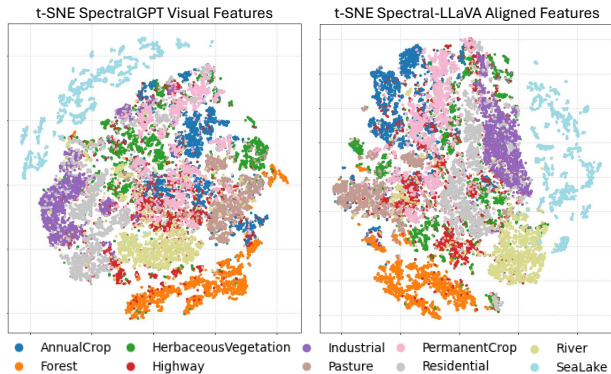 t-SNE SpectralGPT Visual Features
t-SNE Spectral-LLaVA Aligned Features
AnnualCrop HerbaceousVegetation Industrial PermanentCrop River
Forest Highway Pasture Residential SeaLake